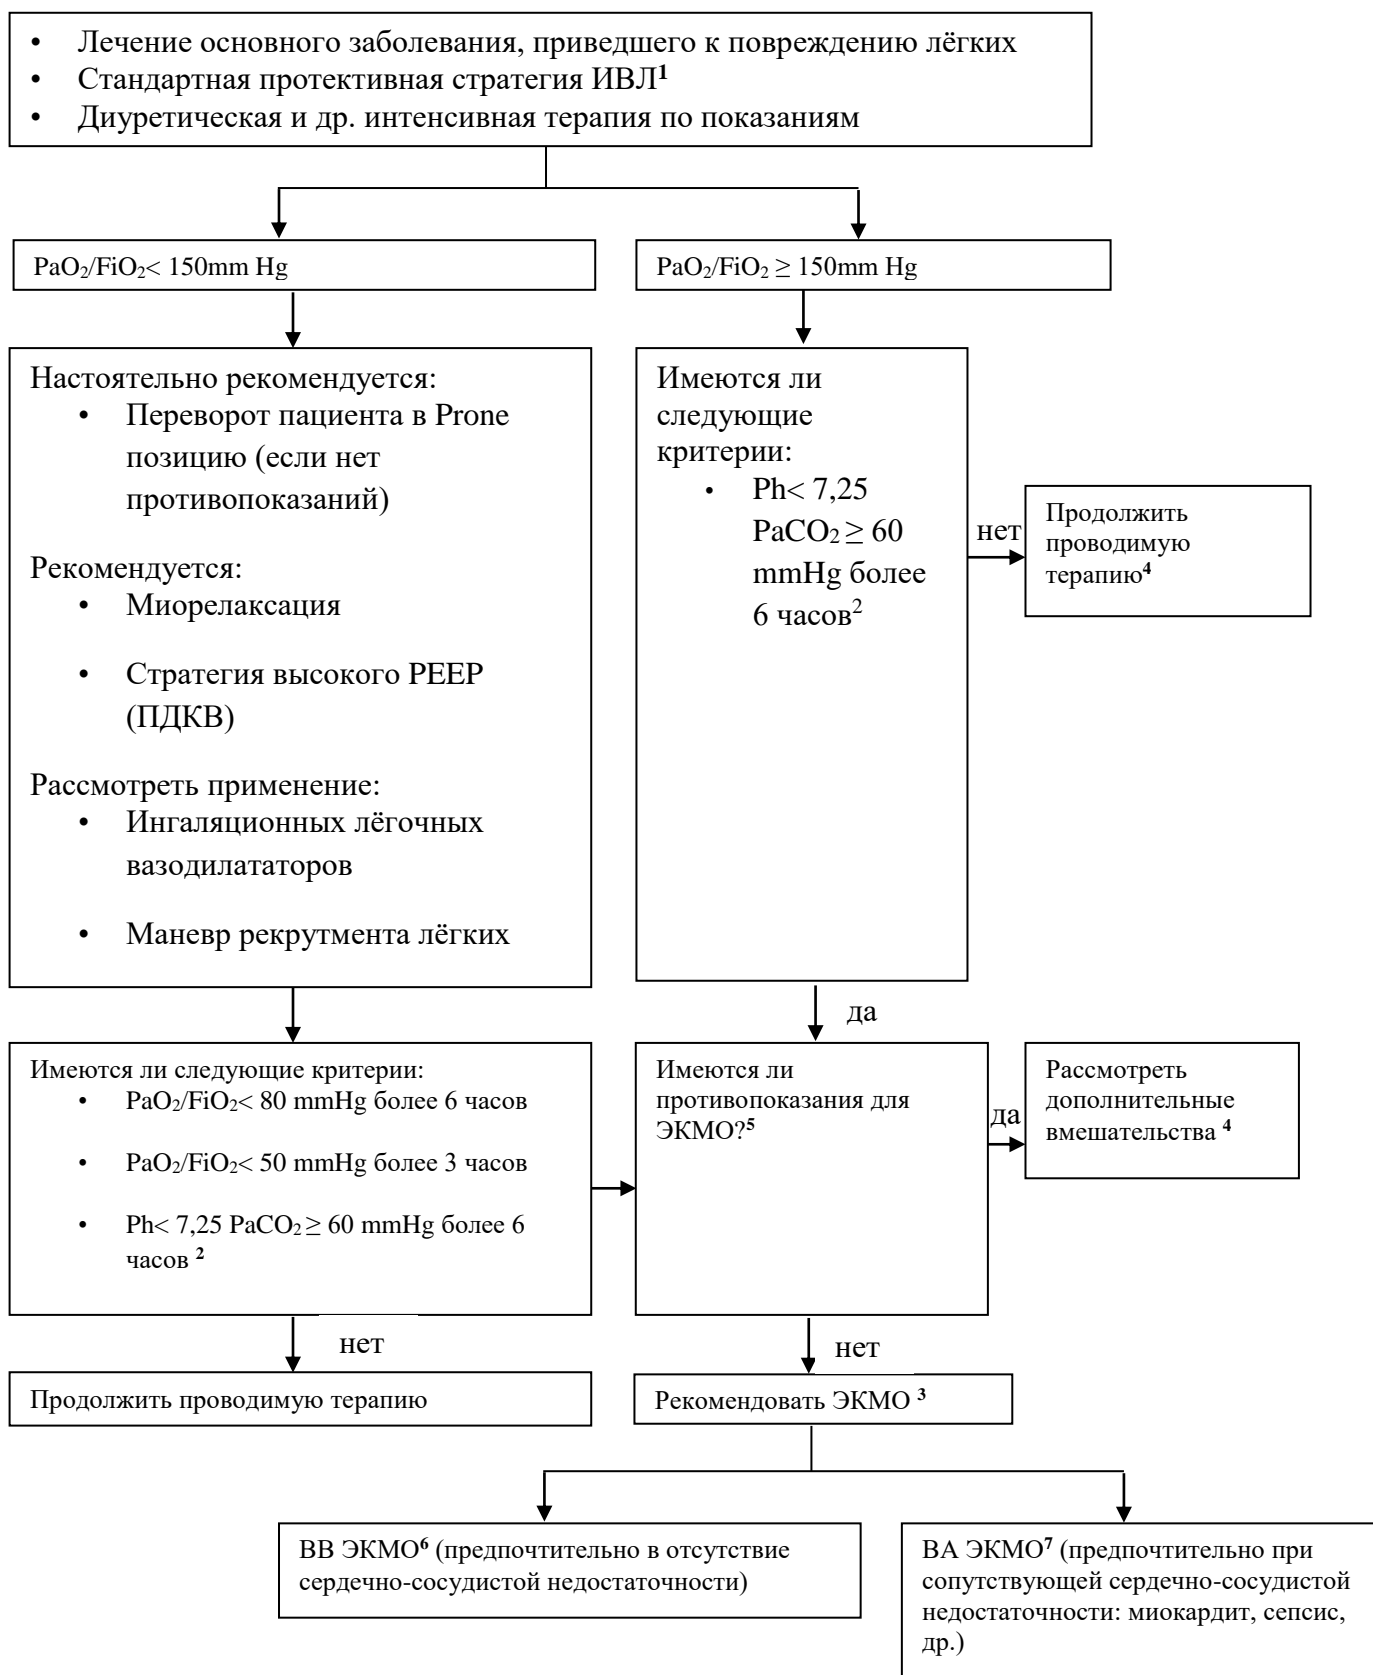 • Лечение основного заболевания, приведшего к повреждению лёгких
• Стандартная протективная стратегия ИВЛ¹
• Диуретическая и др. интенсивная терапия по показаниям
PaO₂/FiO₂< 150mm Hg
PaO₂/FiO₂ ≥ 150mm Hg
Настоятельно рекомендуется:
• Переворот пациента в Prone
позицию (если нет
противопоказаний)
Рекомендуется:
• Миорелаксация
• Стратегия высокого PEEP
(ПДКВ)
Рассмотреть применение:
• Ингаляционных лёгочных
вазодилататоров
• Маневр рекрутмента лёгких
Имеются ли
следующие
критерии:
• Ph< 7,25
PaCO₂ ≥ 60
mmHg более
6 часов²
нет
Продолжить
проводимую
терапию⁴
да
Имеются ли следующие критерии:
• PaO₂/FiO₂< 80 mmHg более 6 часов
• PaO₂/FiO₂< 50 mmHg более 3 часов
• Ph< 7,25 PaCO₂ ≥ 60 mmHg более 6
часов ²
Имеются ли
противопоказания для
ЭКМО?⁵
да
Рассмотреть
дополнительные
вмешательства ⁴
нет
нет
Продолжить проводимую терапию
Рекомендовать ЭКМО ³
ВВ ЭКМО⁶ (предпочтительно в отсутствие
сердечно-сосудистой недостаточности)
ВА ЭКМО⁷ (предпочтительно при
сопутствующей сердечно-сосудистой
недостаточности: миокардит, сепсис,
др.)